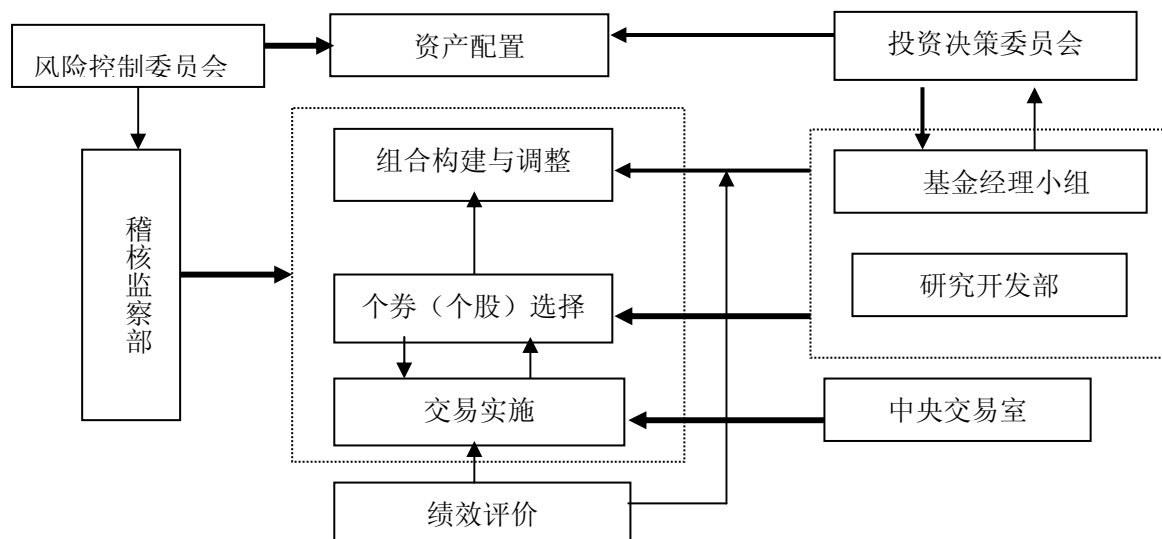 资产配置
投资决策委员会
风险控制委员会
组合构建与调整
基金经理小组
稽核监察部
个券（个股）选择
研究开发部
交易实施
中央交易室
绩效评价